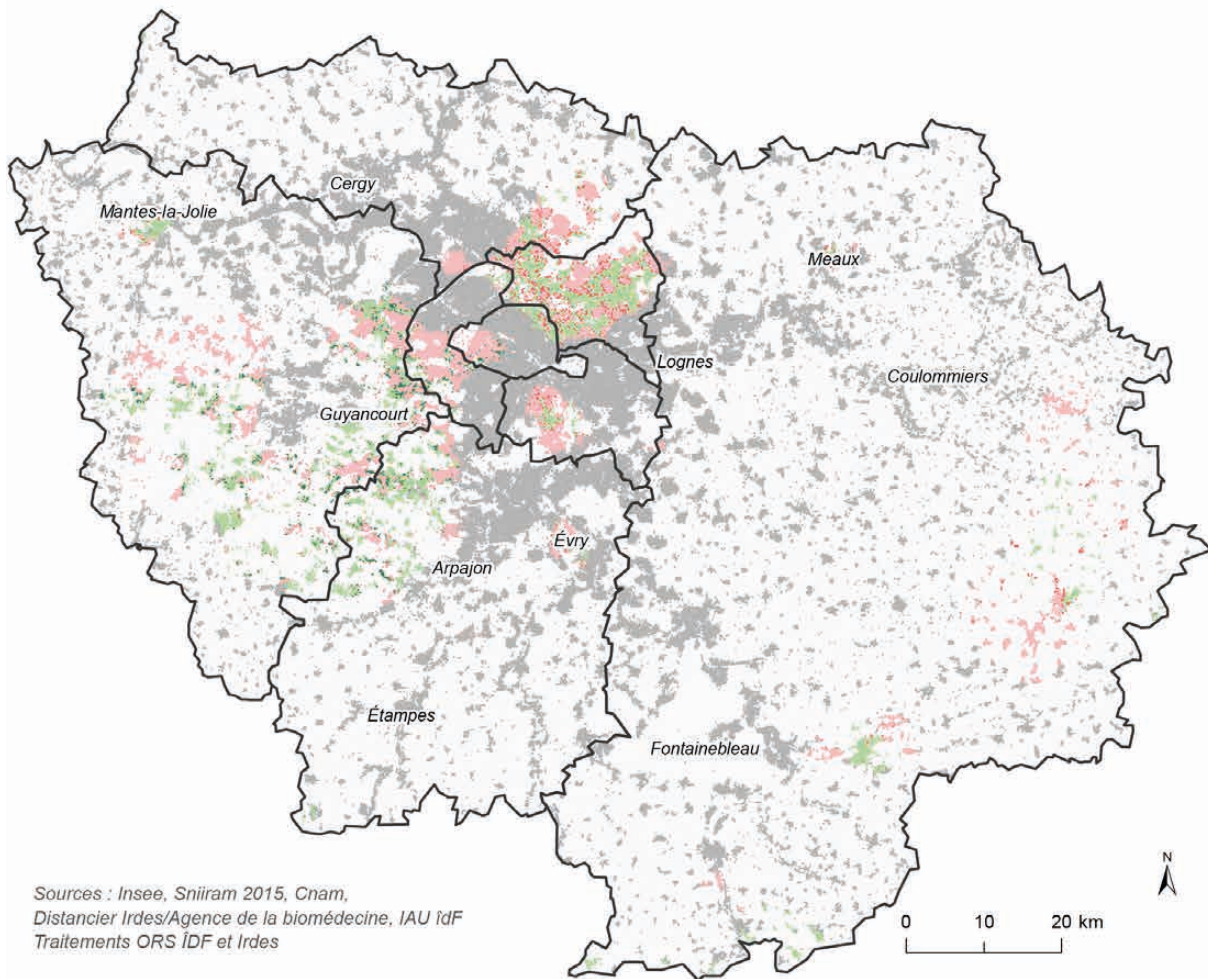 Cergy
Mantes-la-Jolie
Meaux
Lognes
Coulommiers
Guyancourt
Évry
Arpajon
Étampes
Fontainebleau
N
Sources : Insee, Sniiram 2015, Cnam,
Distancier Irdes/Agence de la biomédecine, IAU îdF
Traitements ORS ÎDF et Irdes
0 10 20 km